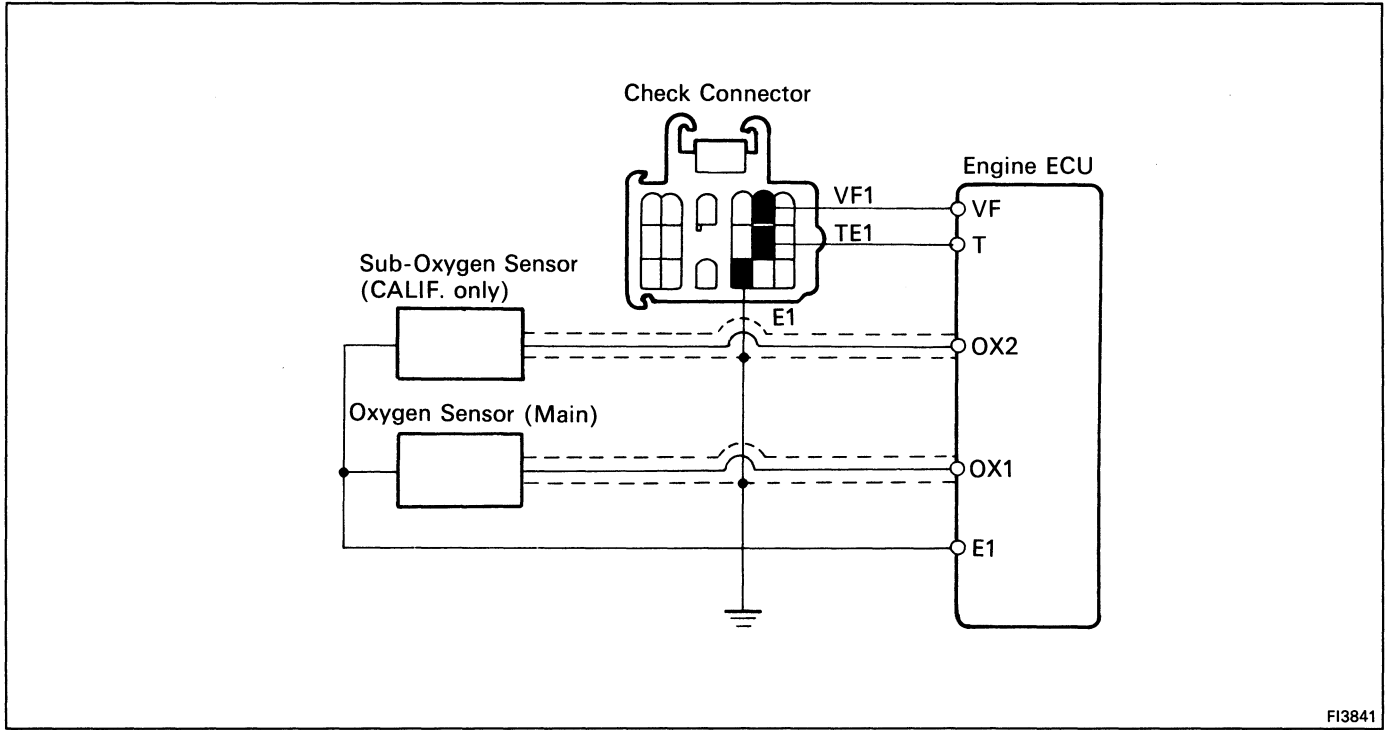 Check Connector
Engine ECU
VF1
VF
TE1
T
Sub-Oxygen Sensor
(CALIF. only)
E1
OX2
Oxygen Sensor (Main)
OX1
E1
FI3841